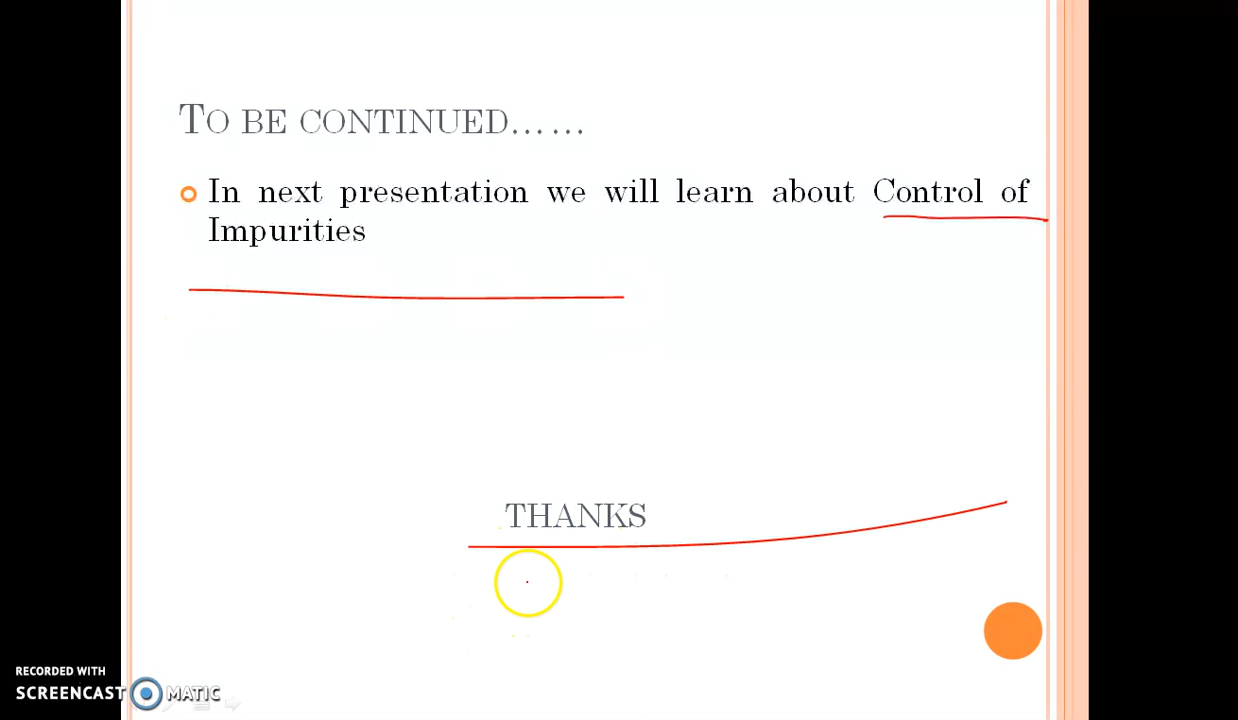 TO BE CONTINUED……
In next presentation we will learn about Control of
Impurities
THANKS
RECORDED WITH
SCREENCAST MATIC